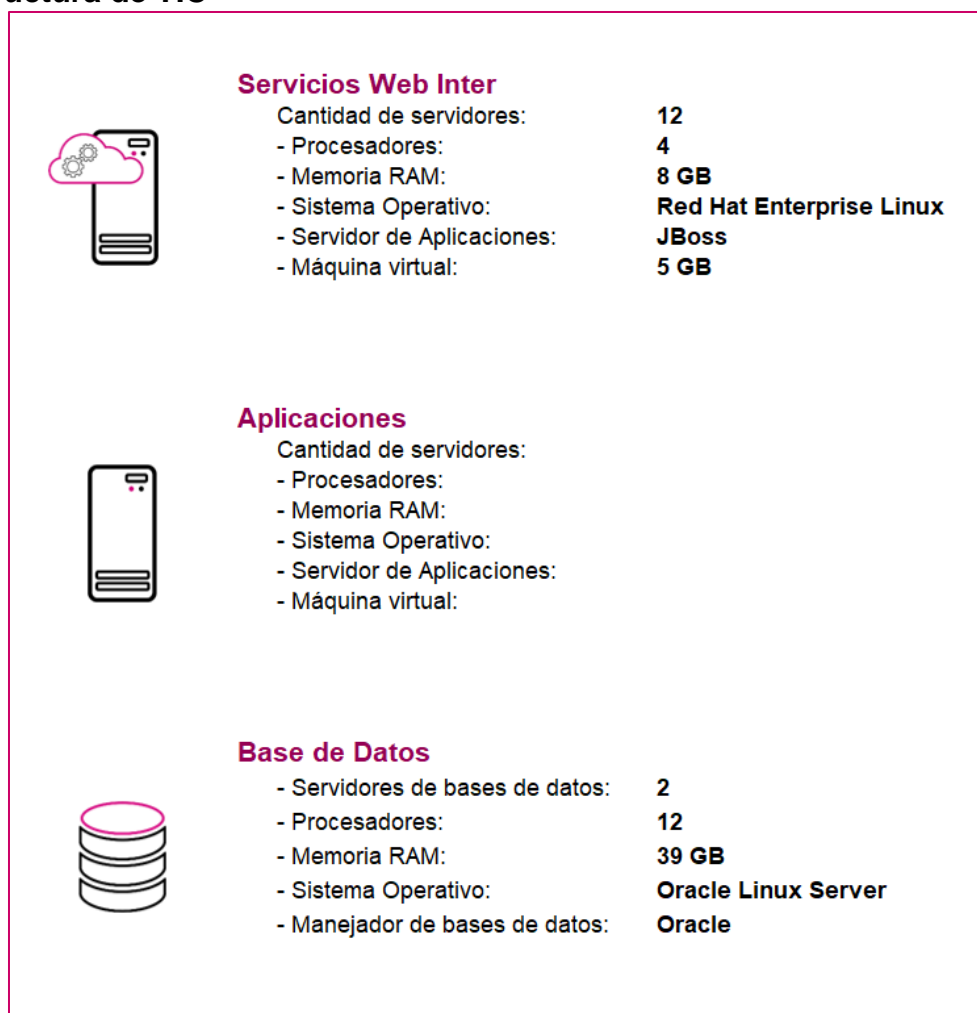 Servicios Web Inter
Cantidad de servidores: 12
- Procesadores: 4
- Memoria RAM: 8 GB
- Sistema Operativo: Red Hat Enterprise Linux
- Servidor de Aplicaciones: JBoss
- Máquina virtual: 5 GB
Aplicaciones
Cantidad de servidores:
- Procesadores:
- Memoria RAM:
- Sistema Operativo:
- Servidor de Aplicaciones:
- Máquina virtual:
Base de Datos
- Servidores de bases de datos: 2
- Procesadores: 12
- Memoria RAM: 39 GB
- Sistema Operativo: Oracle Linux Server
- Manejador de bases de datos: Oracle